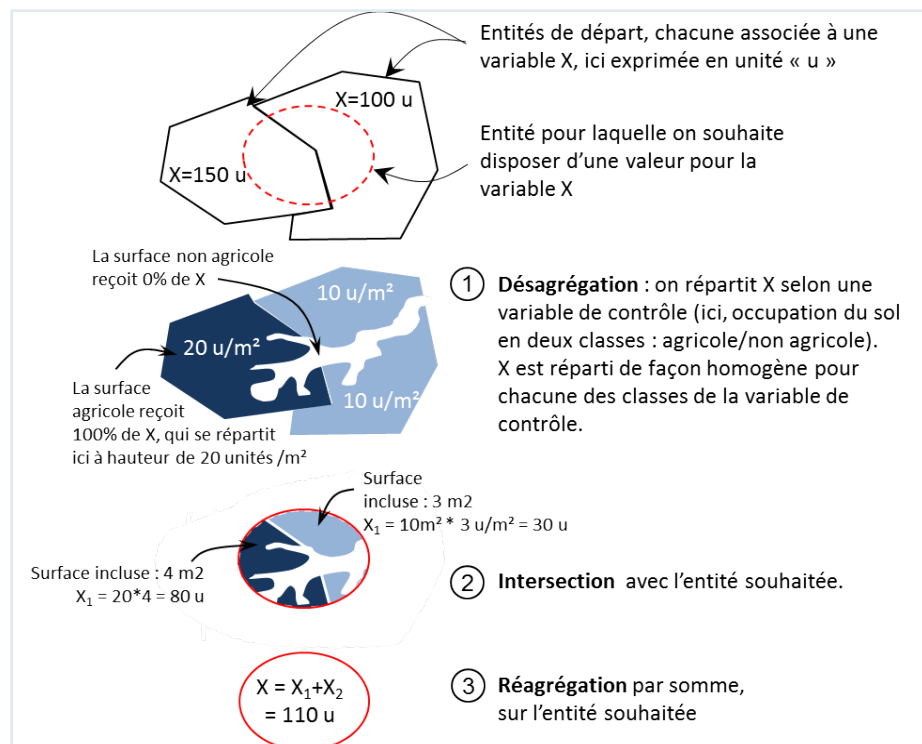 Entités de départ, chacune associée à une
variable X, ici exprimée en unité « u »
X=100 u
X=150 u
Entité pour laquelle on souhaite
disposer d'une valeur pour la
variable X
La surface non agricole
reçoit 0% de X
10 u/m²
20 u/m²
10 u/m²
La surface
agricole reçoit
100% de X, qui se répartit
ici à hauteur de 20 unités /m²
1 Désagrégation : on répartit X selon une
variable de contrôle (ici, occupation du sol
en deux classes : agricole/non agricole).
X est réparti de façon homogène pour
chacune des classes de la variable de
contrôle.
Surface
incluse : 3 m2
X₁ = 10m² * 3 u/m² = 30 u
Surface incluse : 4 m2
X₁ = 20*4 = 80 u
2 Intersection avec l'entité souhaitée.
X = X₁+X₂
= 110 u
3 Réagrégation par somme,
sur l'entité souhaitée